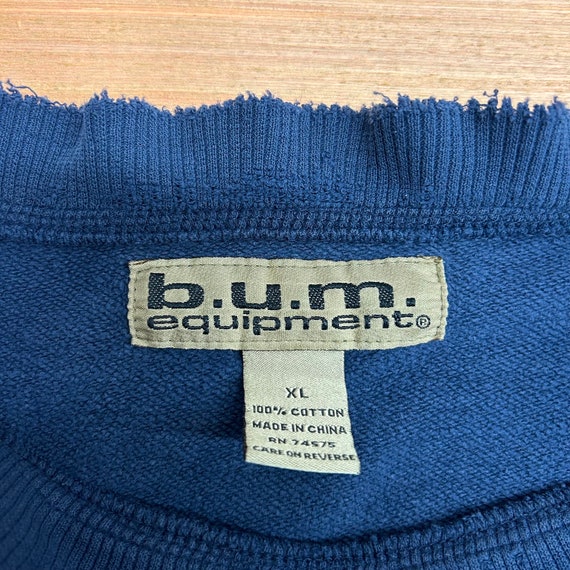 b.u.m.
equipment®
XL
100% COTTON
MADE IN CHINA
RN 74575
CARE ON REVERSE